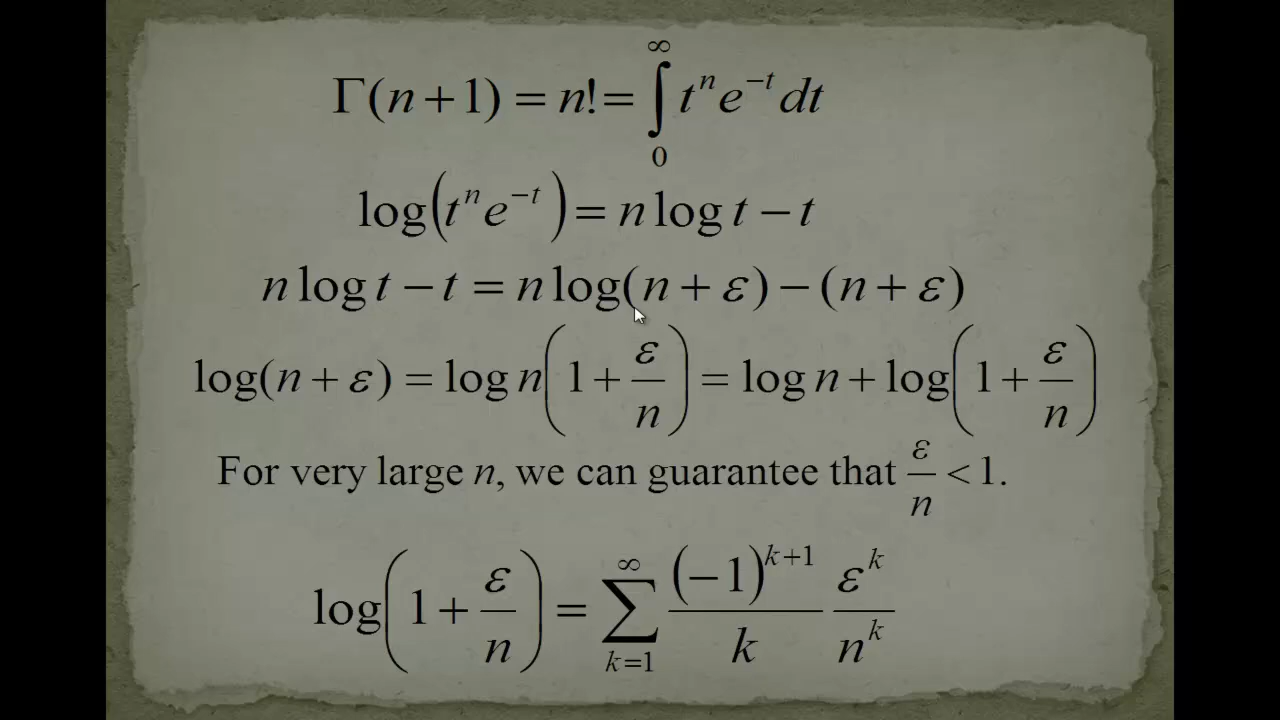 Γ(n+1) = n! = ∫₀^∞ tⁿe⁻ᵗ dt
log(tⁿe⁻ᵗ) = n log t − t
n log t − t = n log(n + ε) − (n + ε)
log(n + ε) = log n(1 + ε/n) = log n + log(1 + ε/n)
For very large n, we can guarantee that ε/n < 1.
log(1 + ε/n) = ∑_{k=1}^{∞} (−1)^{k+1}/k ε^k/n^k